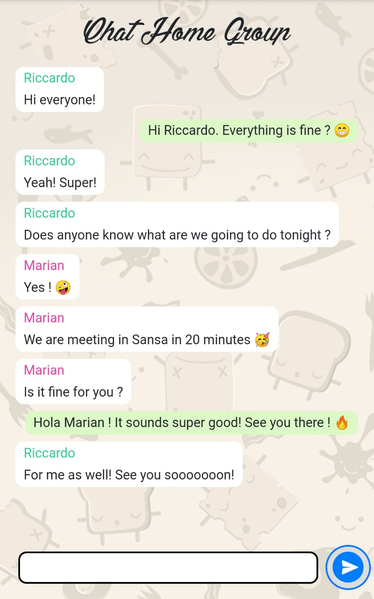 Chat Home Group
Riccardo
Hi everyone!
Hi Riccardo. Everything is fine ? 😁
Riccardo
Yeah! Super!
Riccardo
Does anyone know what are we going to do tonight ?
Marian
Yes ! 🤪
Marian
We are meeting in Sansa in 20 minutes 🥳
Marian
Is it fine for you ?
Hola Marian ! It sounds super good! See you there ! 🔥
Riccardo
For me as well! See you sooooooon!